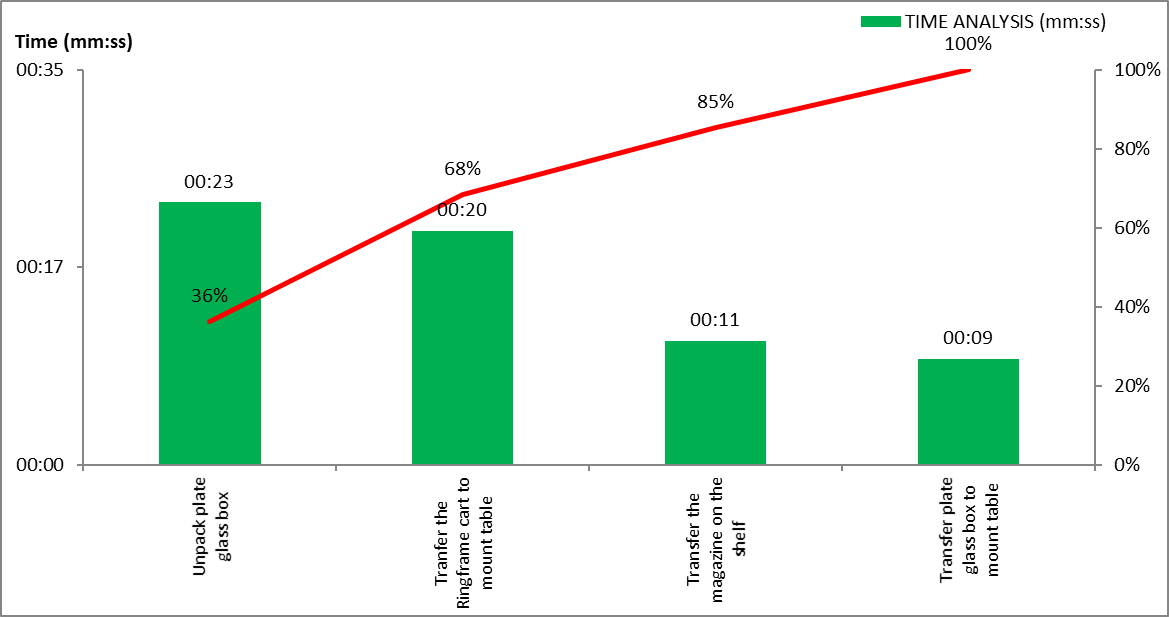 TIME ANALYSIS (mm:ss)
Time (mm:ss)
100%
00:35
100%
85%
80%
68%
00:23
00:20
60%
00:17
36%
40%
00:11
00:09
20%
00:00
0%
Unpack plate
glass box
Tranfer the
Ringframe cart to
mount table
Transfer the
magazine on the
shelf
Transfer plate
glass box to
mount table